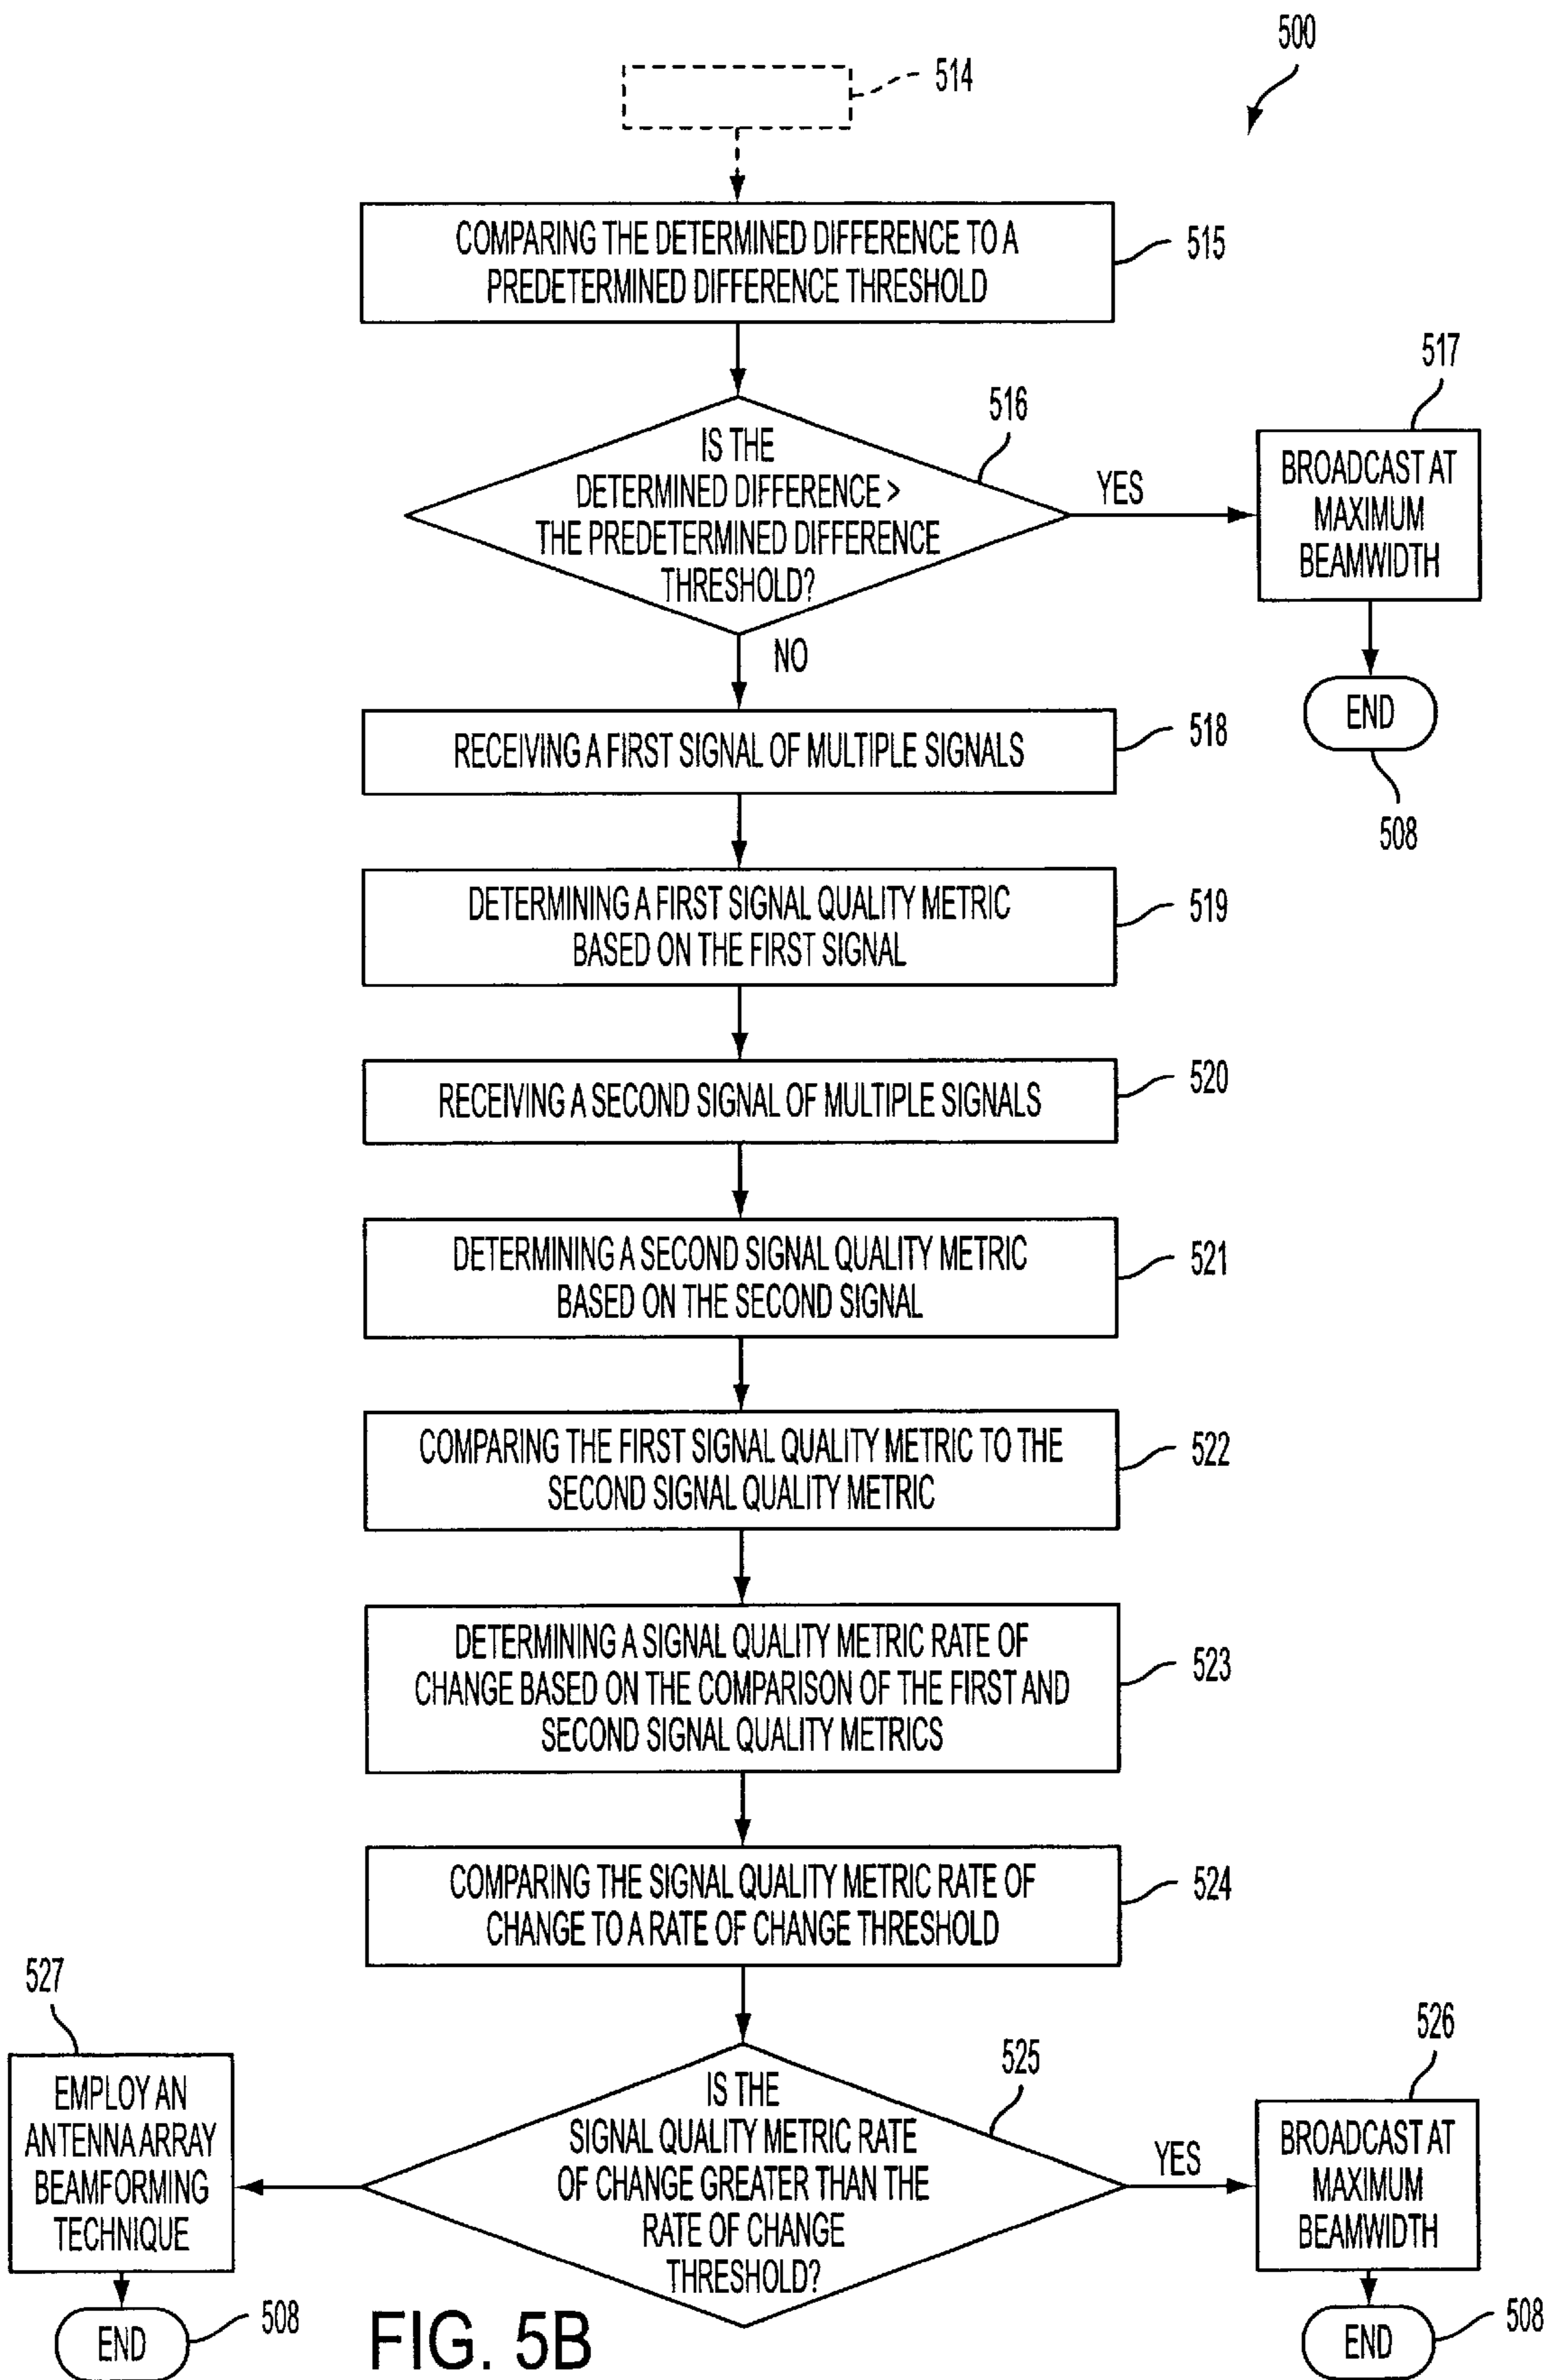 500
514
COMPARING THE DETERMINED DIFFERENCE TO A
PREDETERMINED DIFFERENCE THRESHOLD
515
IS THE
DETERMINED DIFFERENCE >
THE PREDETERMINED DIFFERENCE
THRESHOLD?
516
YES
517
BROADCAST AT
MAXIMUM
BEAMWIDTH
END
508
NO
RECEIVING A FIRST SIGNAL OF MULTIPLE SIGNALS
518
DETERMINING A FIRST SIGNAL QUALITY METRIC
BASED ON THE FIRST SIGNAL
519
RECEIVING A SECOND SIGNAL OF MULTIPLE SIGNALS
520
DETERMINING A SECOND SIGNAL QUALITY METRIC
BASED ON THE SECOND SIGNAL
521
COMPARING THE FIRST SIGNAL QUALITY METRIC TO THE
SECOND SIGNAL QUALITY METRIC
522
DETERMINING A SIGNAL QUALITY METRIC RATE OF
CHANGE BASED ON THE COMPARISON OF THE FIRST AND
SECOND SIGNAL QUALITY METRICS
523
COMPARING THE SIGNAL QUALITY METRIC RATE OF
CHANGE TO A RATE OF CHANGE THRESHOLD
524
IS THE
SIGNAL QUALITY METRIC RATE
OF CHANGE GREATER THAN THE
RATE OF CHANGE
THRESHOLD?
525
YES
526
BROADCAST AT
MAXIMUM
BEAMWIDTH
END
508
527
EMPLOY AN
ANTENNA ARRAY
BEAMFORMING
TECHNIQUE
END
508
FIG. 5B